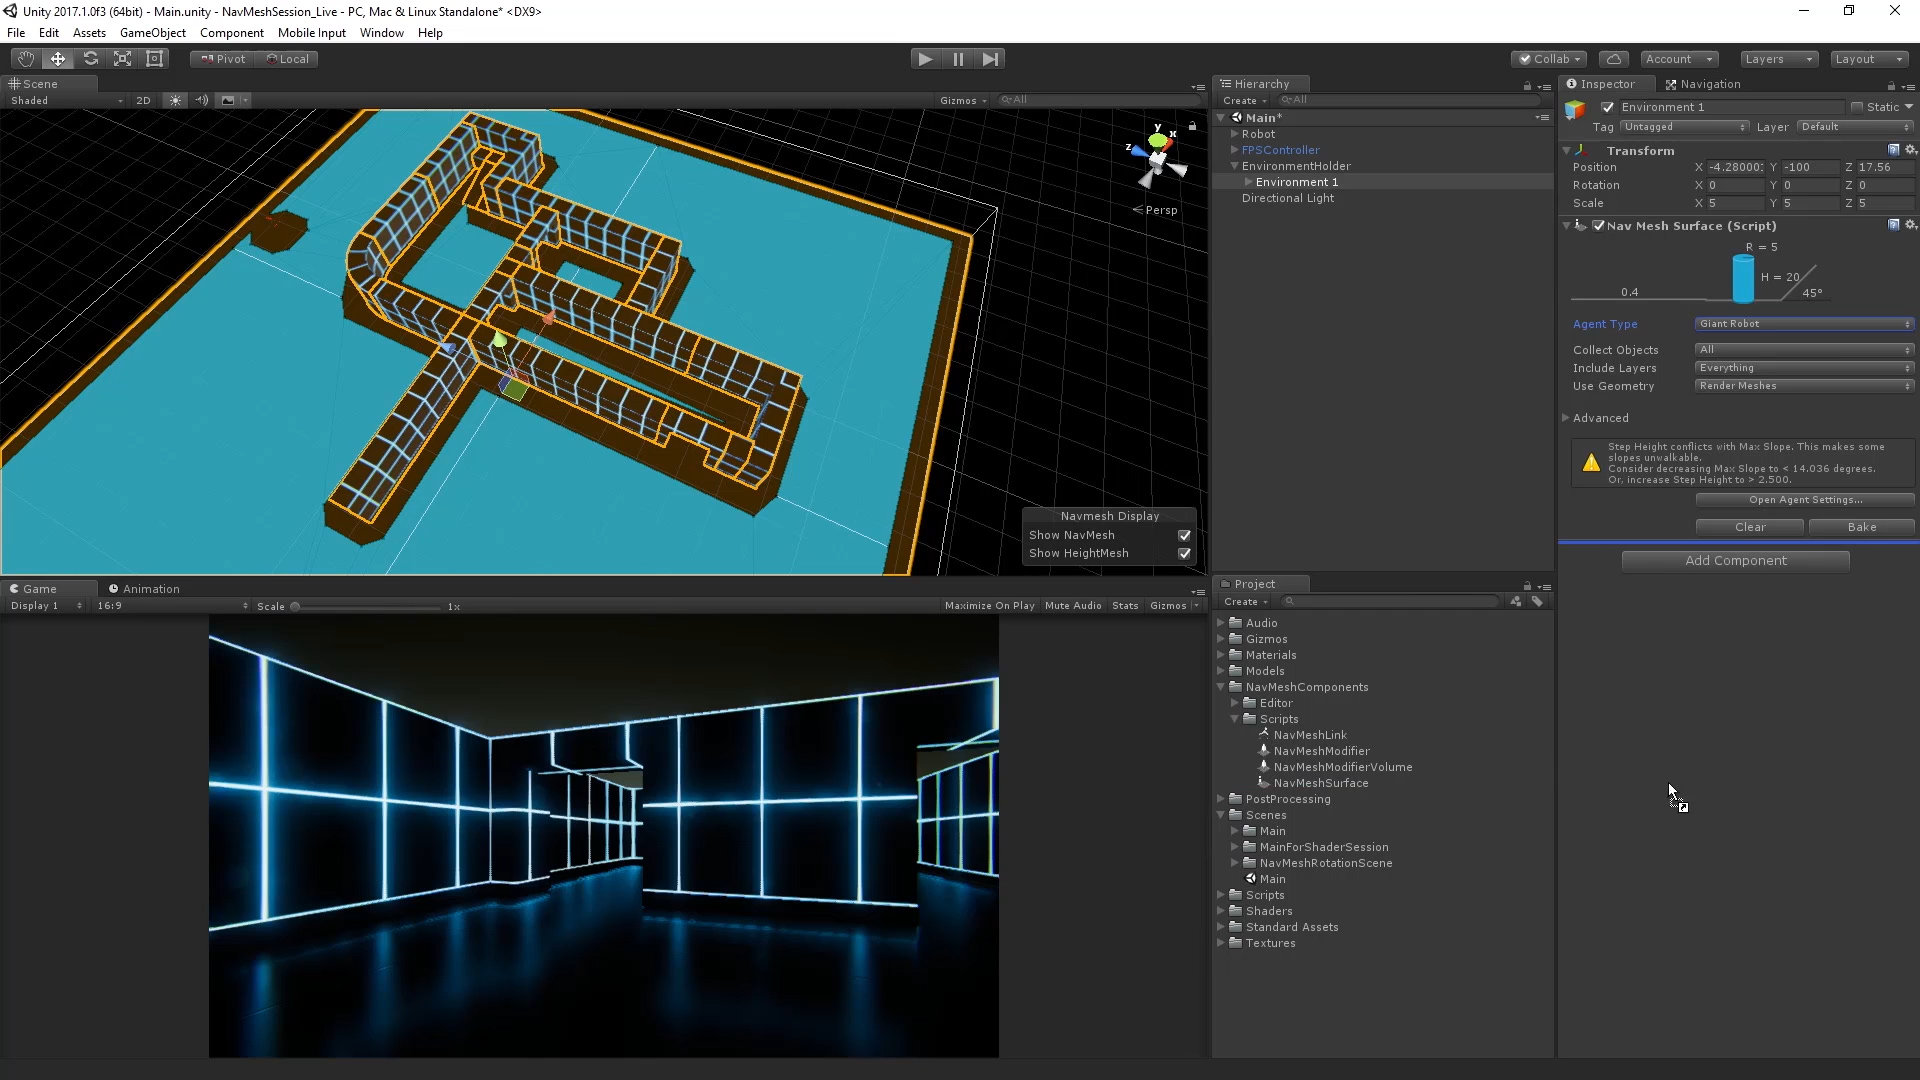 Unity 2017.1.0f3 (64bit) - Main.unity - NavMeshSession_Live - PC, Mac & Linux Standalone* <DX9>
File Edit Assets GameObject Component Mobile Input Window Help
Pivot Local
Collab Account Layers Layout
Scene
Shaded 2D Gizmos All
y
x
z
Persp
Navmesh Display
Show NavMesh
Show HeightMesh
Game Animation
Display 1 16:9 Scale 1x Maximize On Play Mute Audio Stats Gizmos
Hierarchy
Create All
Main*
Robot
FPSController
EnvironmentHolder
Environment 1
Directional Light
Project
Create
Audio
Gizmos
Materials
Models
NavMeshComponents
Editor
Scripts
NavMeshLink
NavMeshModifier
NavMeshModifierVolume
NavMeshSurface
PostProcessing
Scenes
Main
MainForShaderSession
NavMeshRotationScene
Main
Scripts
Shaders
Standard Assets
Textures
Inspector Navigation
Environment 1 Static
Tag Untagged Layer Default
Transform
Position X -4.28000 Y -100 Z 17.56
Rotation X 0 Y 0 Z 0
Scale X 5 Y 5 Z 5
Nav Mesh Surface (Script)
R = 5
H = 20
0.4 45°
Agent Type Giant Robot
Collect Objects All
Include Layers Everything
Use Geometry Render Meshes
Advanced
Step Height conflicts with Max Slope. This makes some
slopes unwalkable.
Consider decreasing Max Slope to < 14.036 degrees.
Or, increase Step Height to > 2.500.
Open Agent Settings...
Clear Bake
Add Component